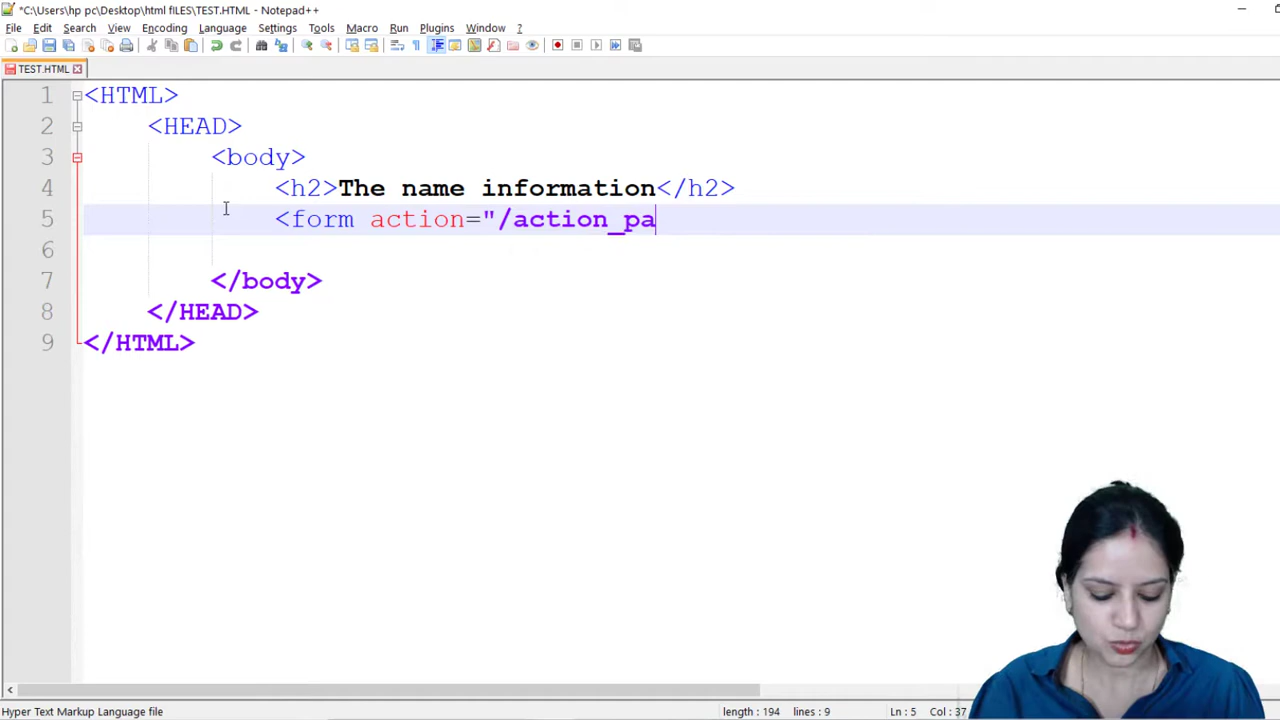 *C:\Users\hp pc\Desktop\html fILES\TEST.HTML - Notepad++
File Edit Search View Encoding Language Settings Tools Macro Run Plugins Window ?
TEST.HTML
1 <HTML>
2 <HEAD>
3 <body>
4 <h2>The name information</h2>
5 <form action="/action_pa
6
7 </body>
8 </HEAD>
9 </HTML>
Hyper Text Markup Language file length : 194 lines : 9 Ln : 5 Col : 37